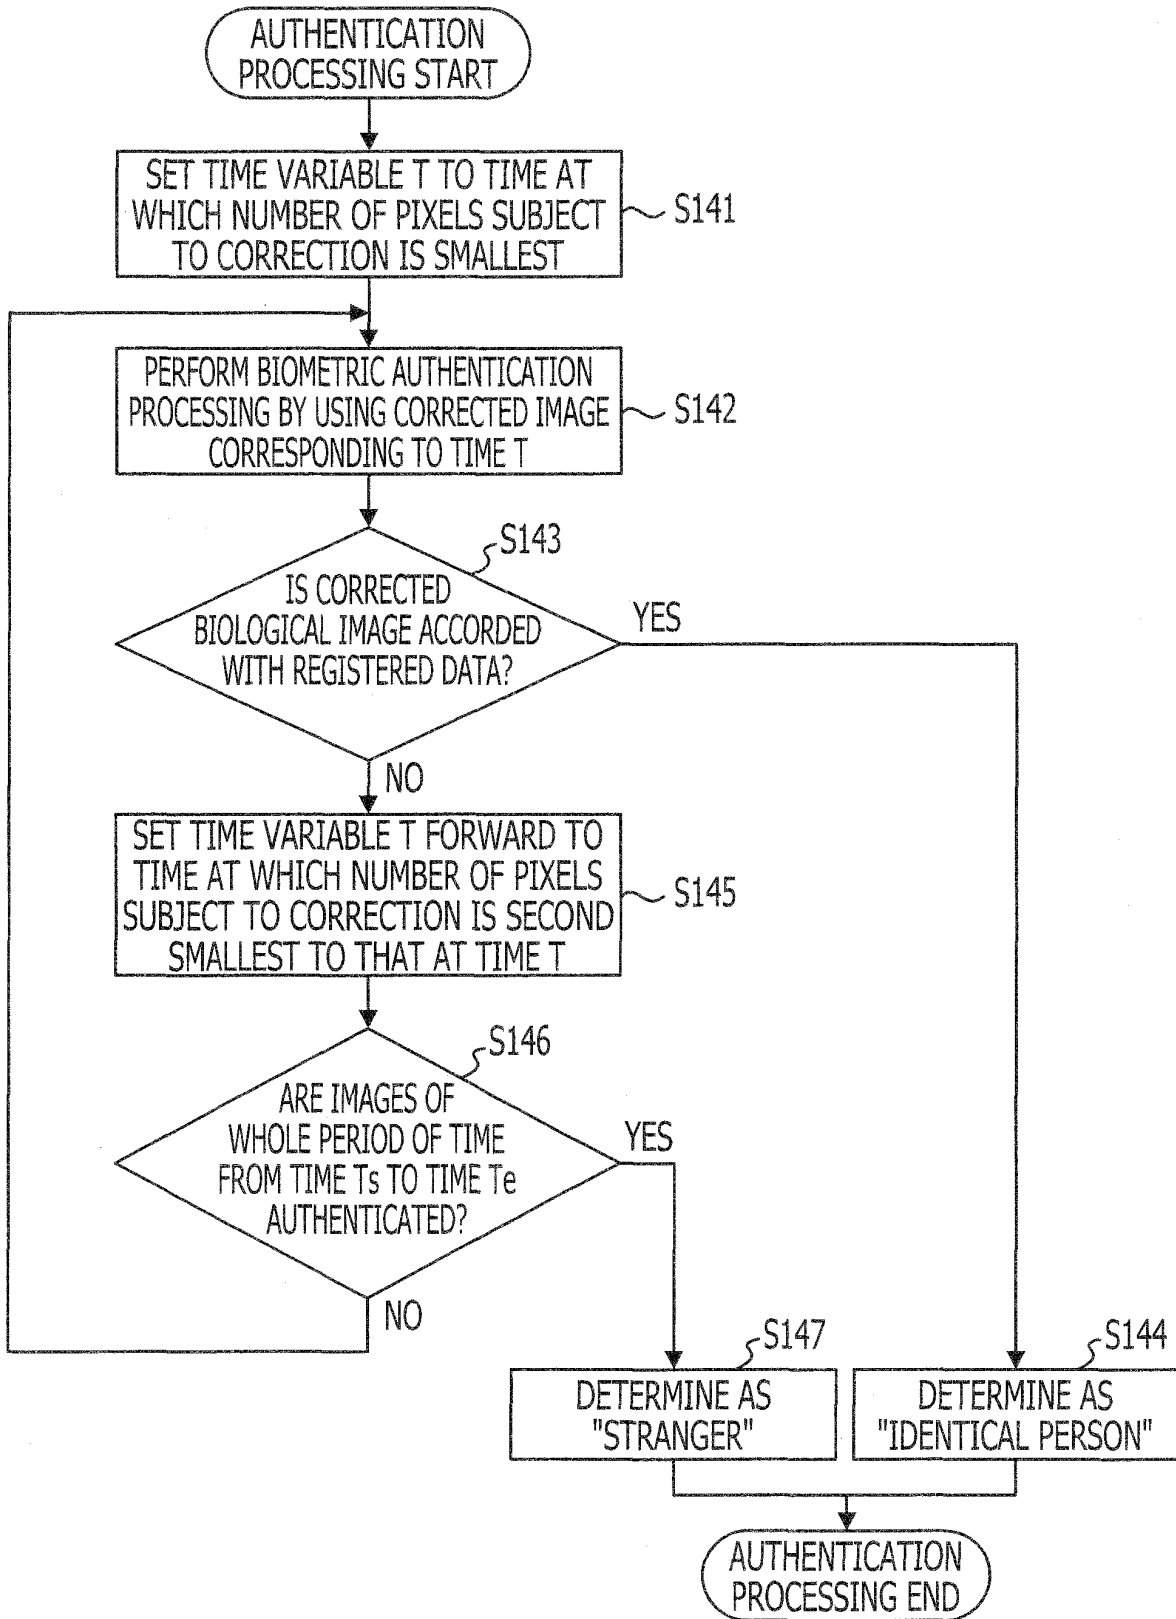 AUTHENTICATION
PROCESSING START
SET TIME VARIABLE T TO TIME AT
WHICH NUMBER OF PIXELS SUBJECT
TO CORRECTION IS SMALLEST
S141
PERFORM BIOMETRIC AUTHENTICATION
PROCESSING BY USING CORRECTED IMAGE
CORRESPONDING TO TIME T
S142
S143
IS CORRECTED
BIOLOGICAL IMAGE ACCORDED
WITH REGISTERED DATA?
YES
NO
SET TIME VARIABLE T FORWARD TO
TIME AT WHICH NUMBER OF PIXELS
SUBJECT TO CORRECTION IS SECOND
SMALLEST TO THAT AT TIME T
S145
S146
ARE IMAGES OF
WHOLE PERIOD OF TIME
FROM TIME Ts TO TIME Te
AUTHENTICATED?
YES
NO
S147
DETERMINE AS
"STRANGER"
S144
DETERMINE AS
"IDENTICAL PERSON"
AUTHENTICATION
PROCESSING END